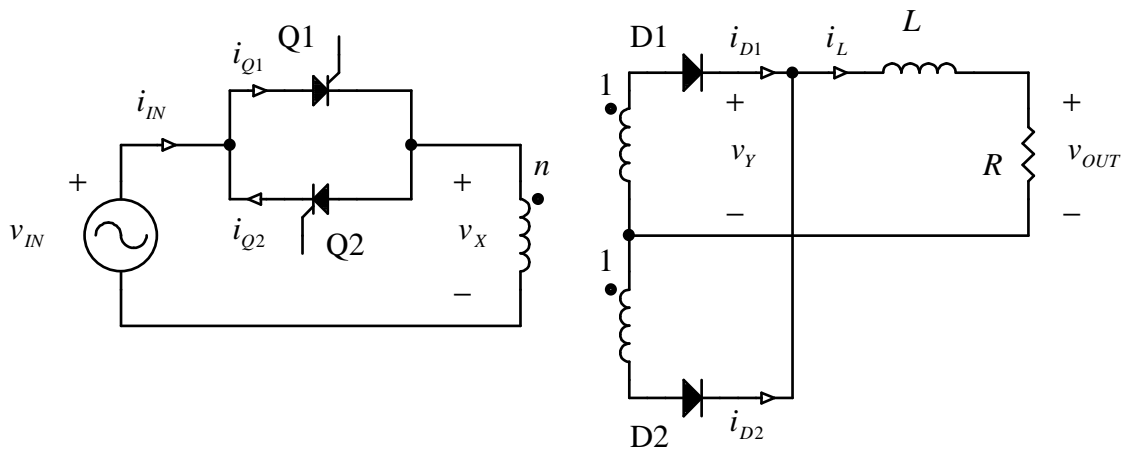 Q1
i_{Q1}
i_{IN}
+
v_{IN}
i_{Q2}
Q2
+
v_X
−
n
D1
i_{D1}
i_L
L
1
+
v_Y
−
R
+
v_{OUT}
−
1
D2
i_{D2}